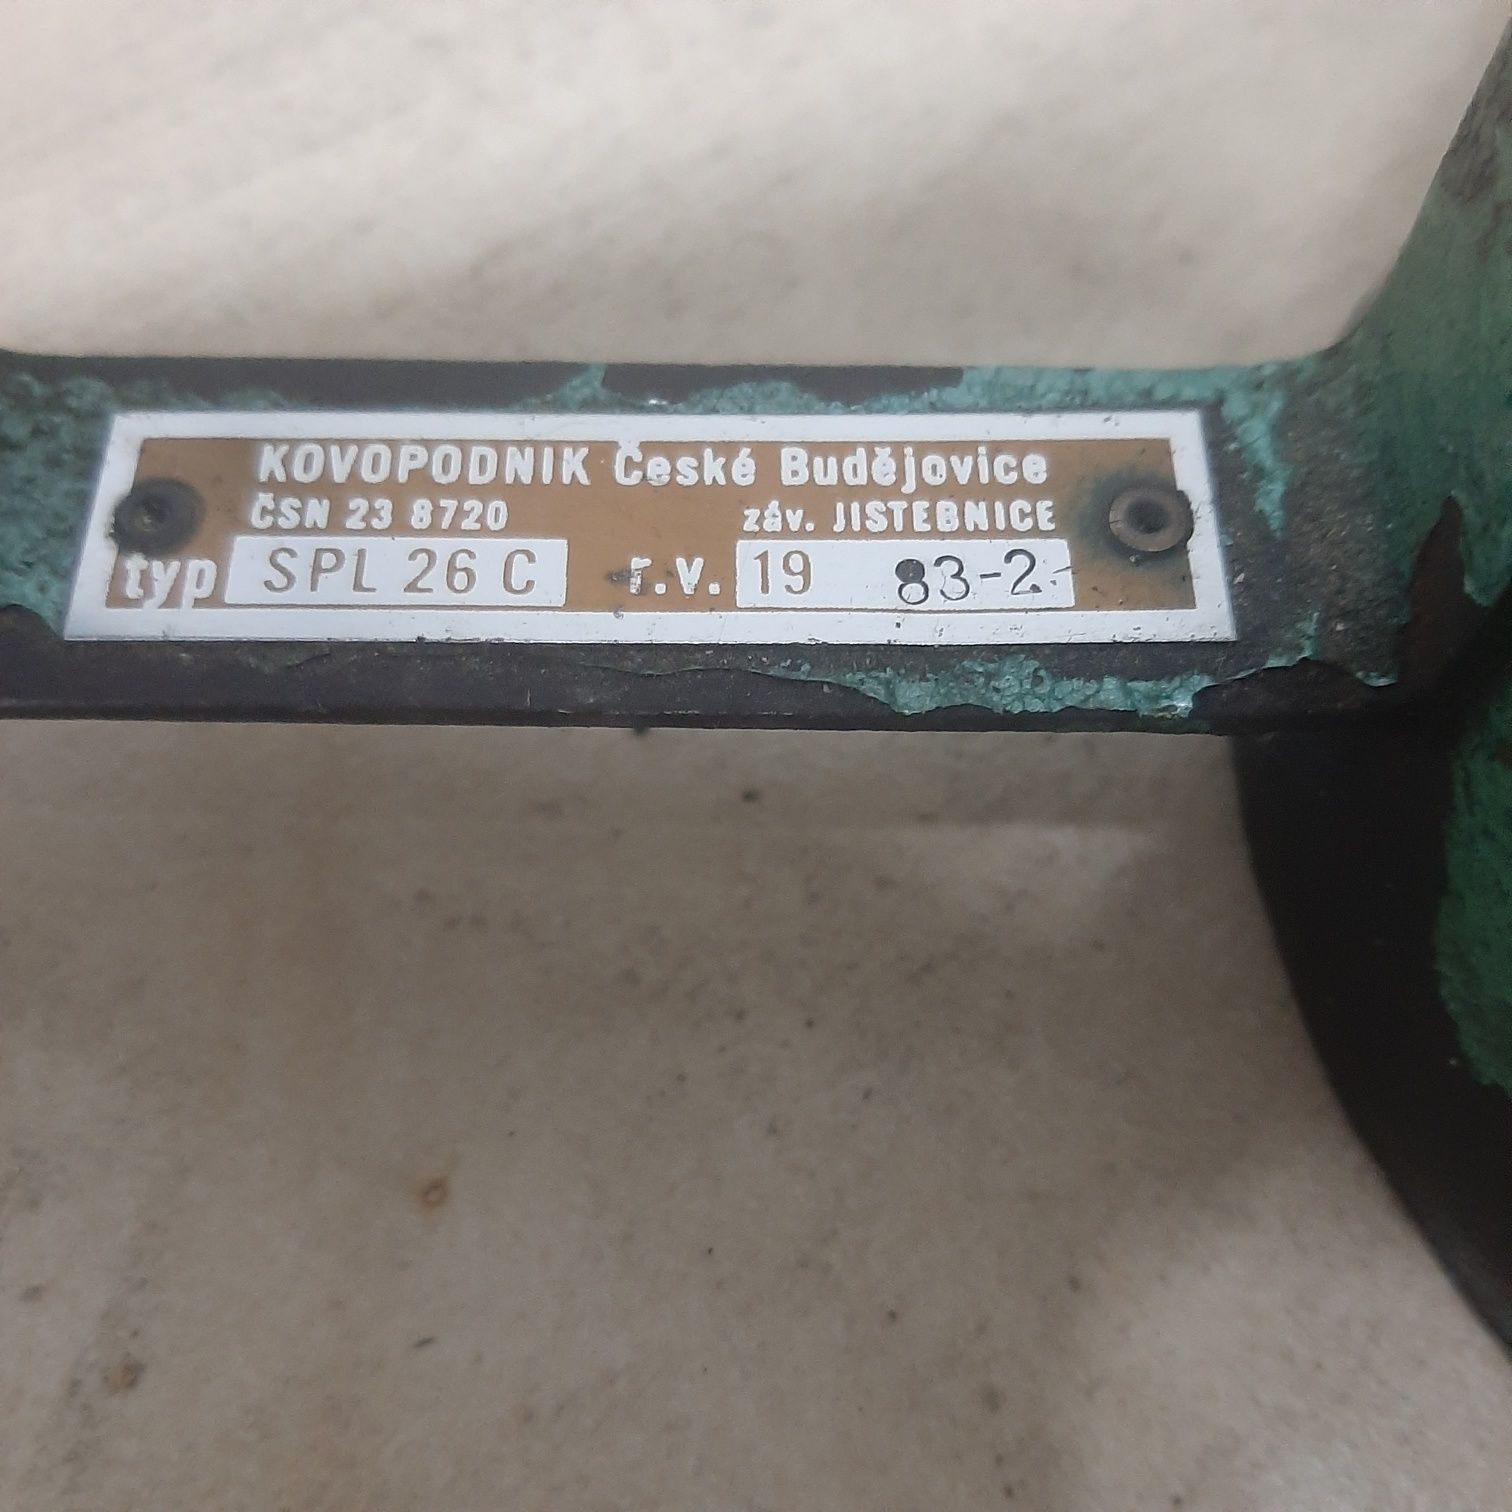 KOVOPODNIK České Budějovice
ČSN 23 8720 záv. JISTEBNICE
typ SPL 26 C r.v. 19 83-2